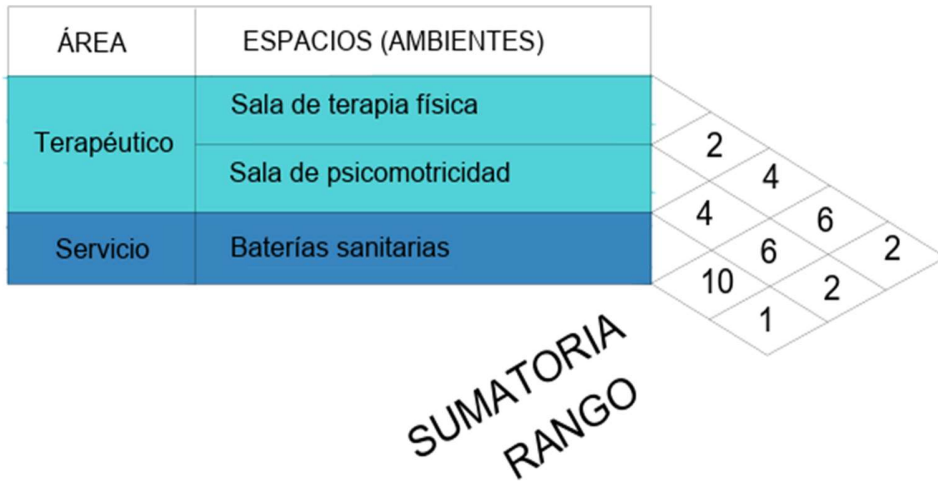 ÁREA ESPACIOS (AMBIENTES)
Terapéutico
Sala de terapia física
Sala de psicomotricidad
Servicio Baterías sanitarias
2
4
4
6
6
2
10
2
1
SUMATORIA
RANGO